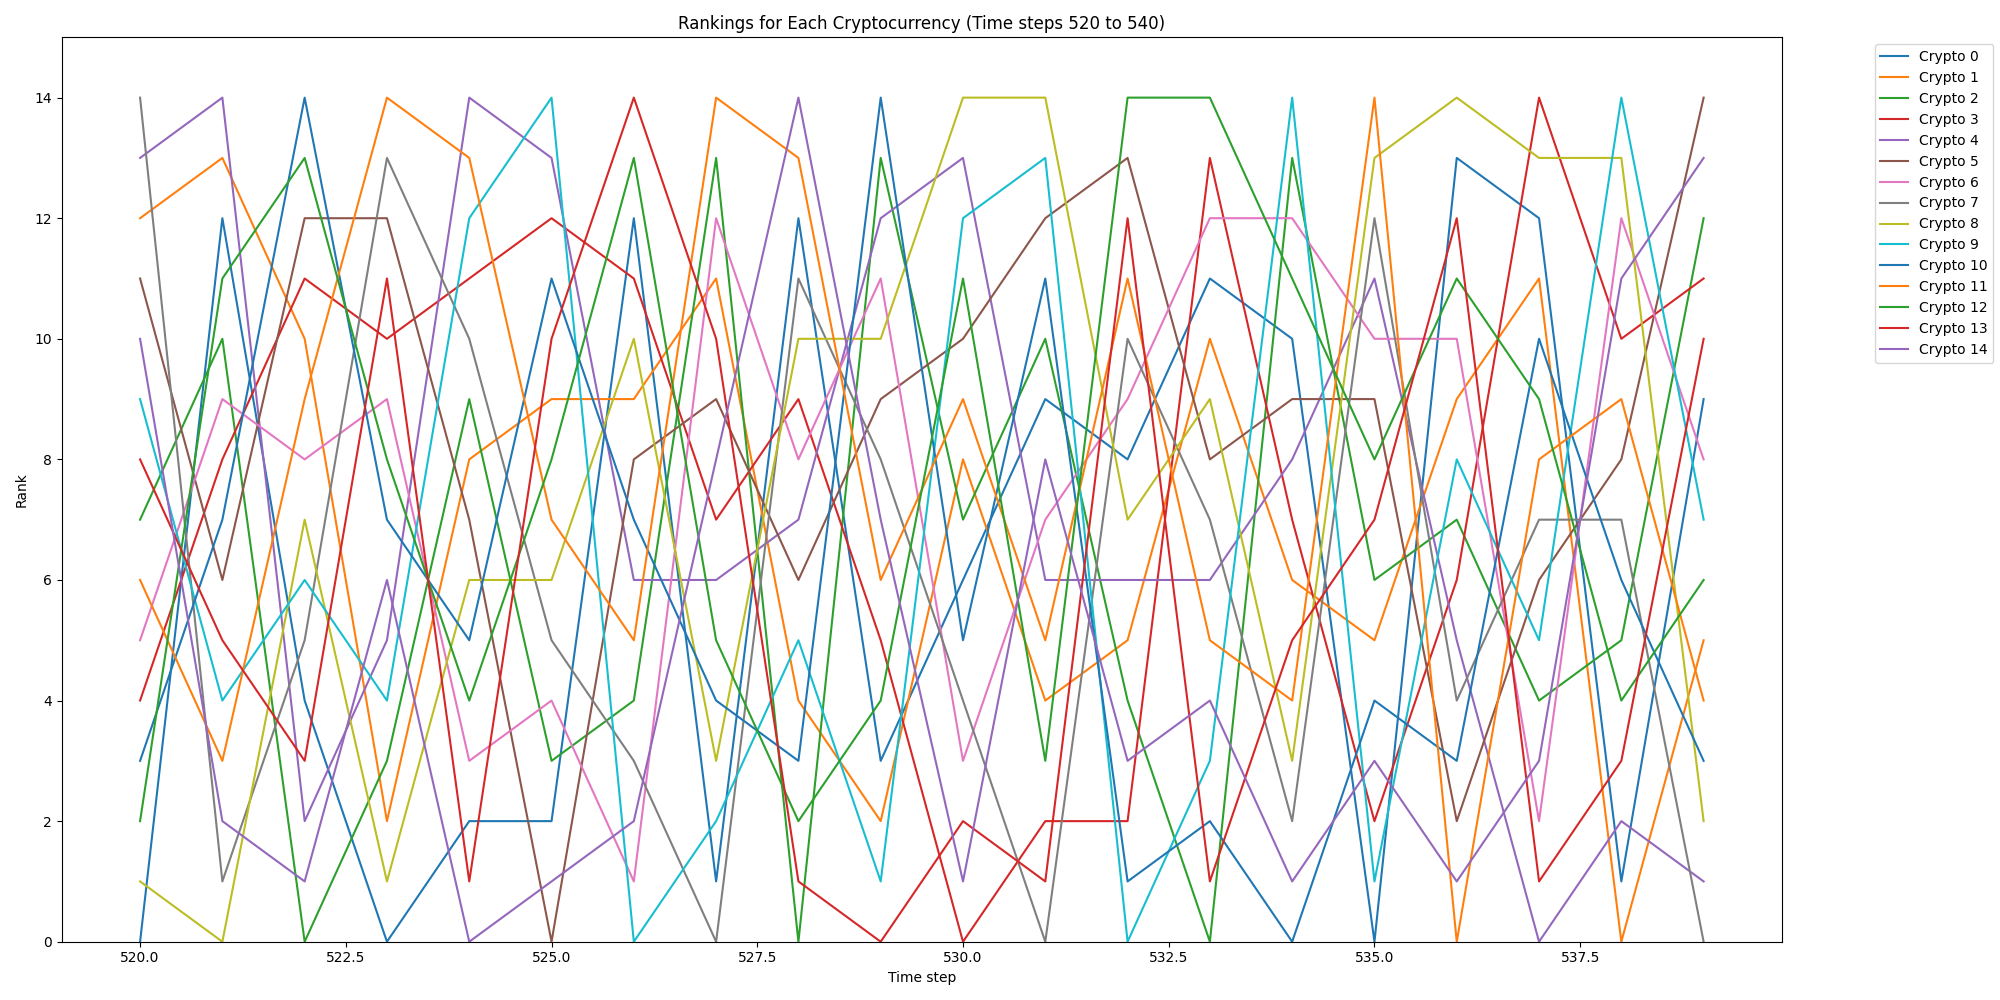 Rankings for Each Cryptocurrency (Time steps 520 to 540)
Rank
14
12
10
8
6
4
2
0
520.0 522.5 525.0 527.5 530.0 532.5 535.0 537.5
Time step
Crypto 0
Crypto 1
Crypto 2
Crypto 3
Crypto 4
Crypto 5
Crypto 6
Crypto 7
Crypto 8
Crypto 9
Crypto 10
Crypto 11
Crypto 12
Crypto 13
Crypto 14